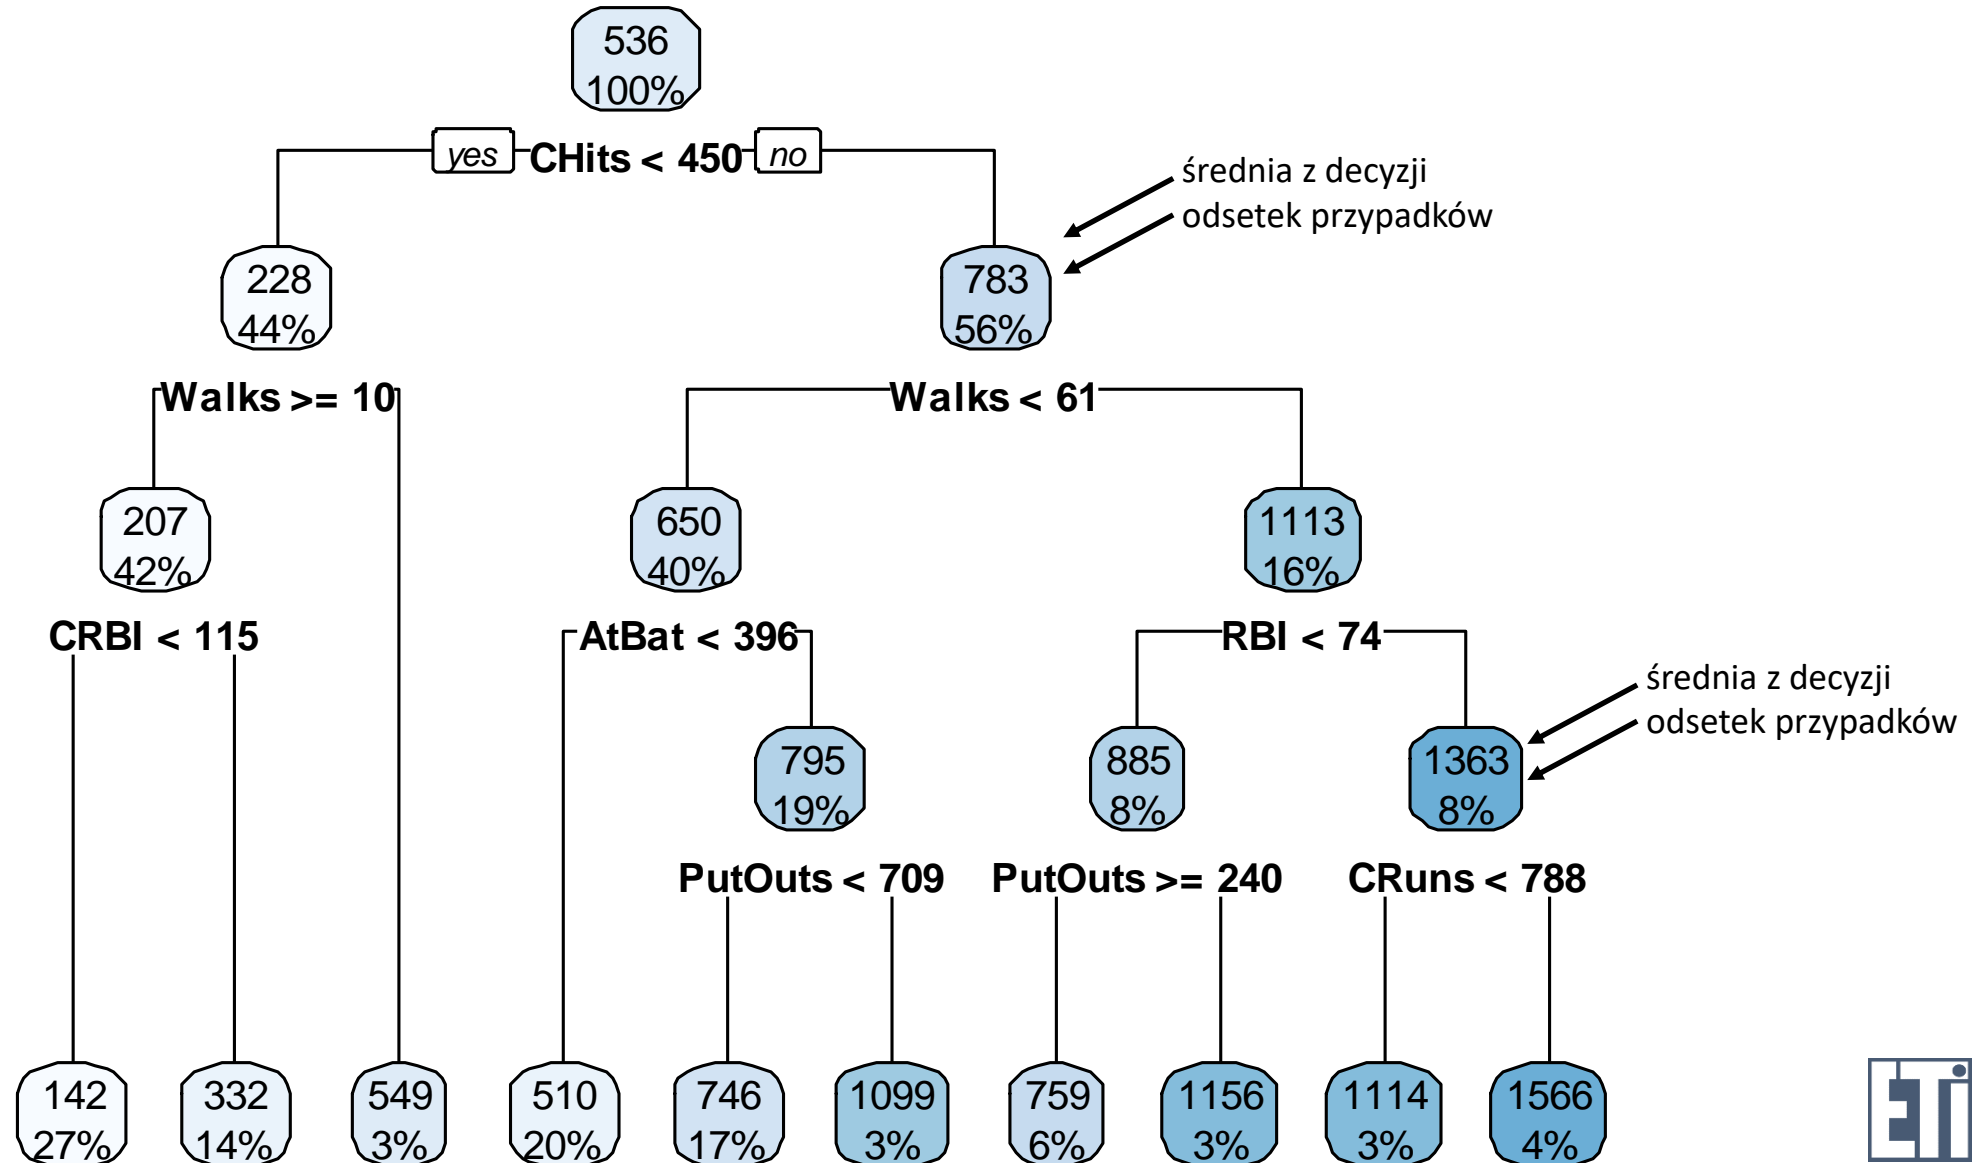 536
100%
yes CHits < 450 no
średnia z decyzji
odsetek przypadków
228
44%
783
56%
Walks >= 10
Walks < 61
207
42%
650
40%
1113
16%
CRBI < 115
AtBat < 396
RBI < 74
średnia z decyzji
odsetek przypadków
795
19%
885
8%
1363
8%
PutOuts < 709
PutOuts >= 240
CRuns < 788
142
27%
332
14%
549
3%
510
20%
746
17%
1099
3%
759
6%
1156
3%
1114
3%
1566
4%
ETi